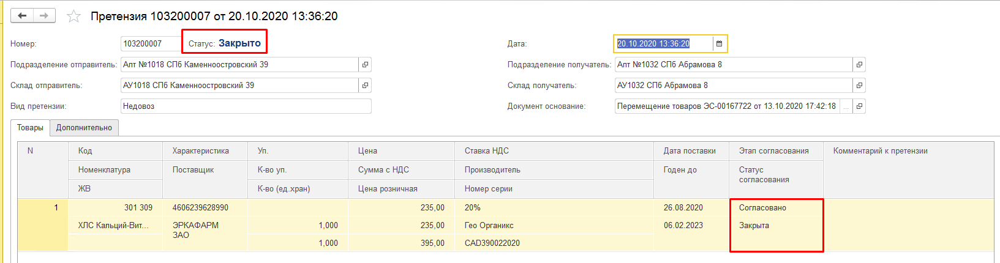 Претензия 103200007 от 20.10.2020 13:36:20
Номер: 103200007 Статус: Закрыто Дата: 20.10.2020 13:36:20
Подразделение отправитель: Апт №1018 СПб Каменноостровский 39 Подразделение получатель: Апт №1032 СПб Абрамова 8
Склад отправитель: АУ1018 СПб Каменноостровский 39 Склад получатель: АУ1032 СПб Абрамова 8
Вид претензии: Недовоз Документ основание: Перемещение товаров ЭС-00167722 от 13.10.2020 17:42:18 ...
Товары Дополнительно
N Код Характеристика Уп. Цена Ставка НДС Дата поставки Этап согласования Комментарий к претензии
Номенклатура Поставщик К-во уп. Сумма с НДС Производитель Годен до Статус
согласования
ЖВ К-во (ед.хран) Цена розничная Номер серии
1 301 309 4606239628990 235,00 20% 26.08.2020 Согласовано
ХЛС Кальций-Вит... ЭРКАФАРМ 1,000 235,00 Гео Органикс 06.02.2023 Закрыта
ЗАО
1,000 395,00 CAD390022020